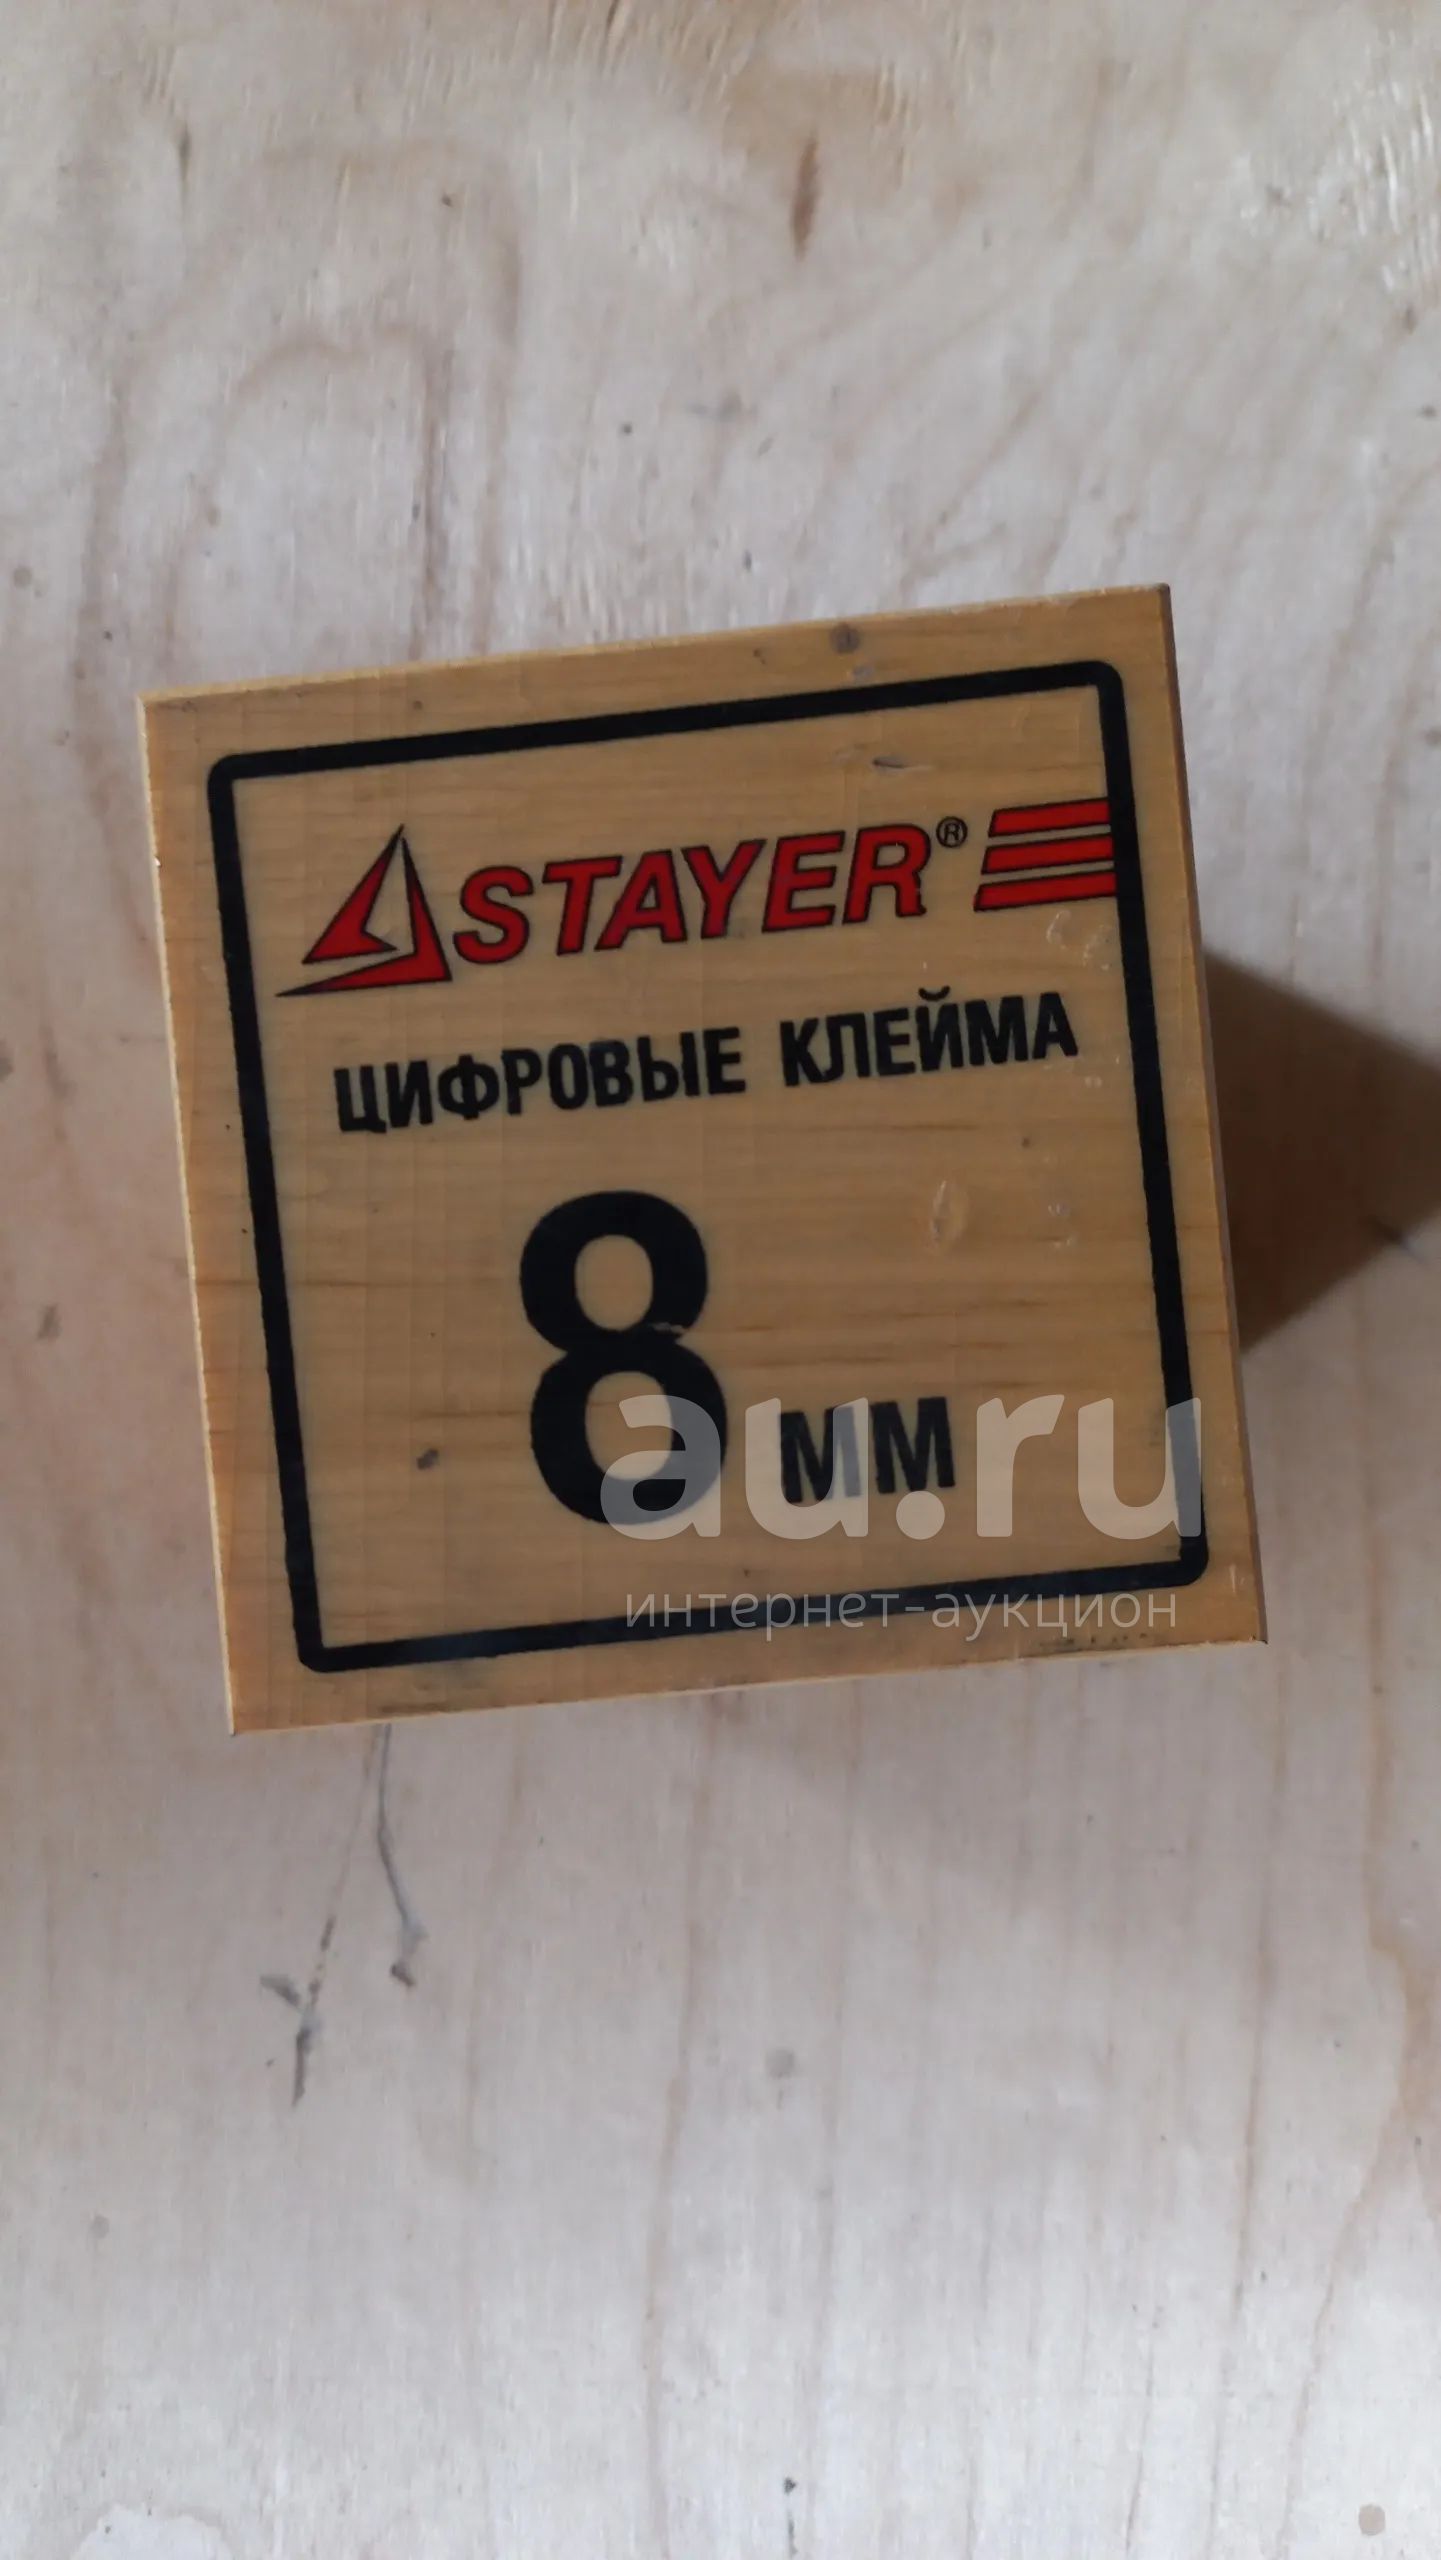 STAYER®
ЦИФРОВЫЕ КЛЕЙМА
8 мм
au.ru
интернет-аукцион